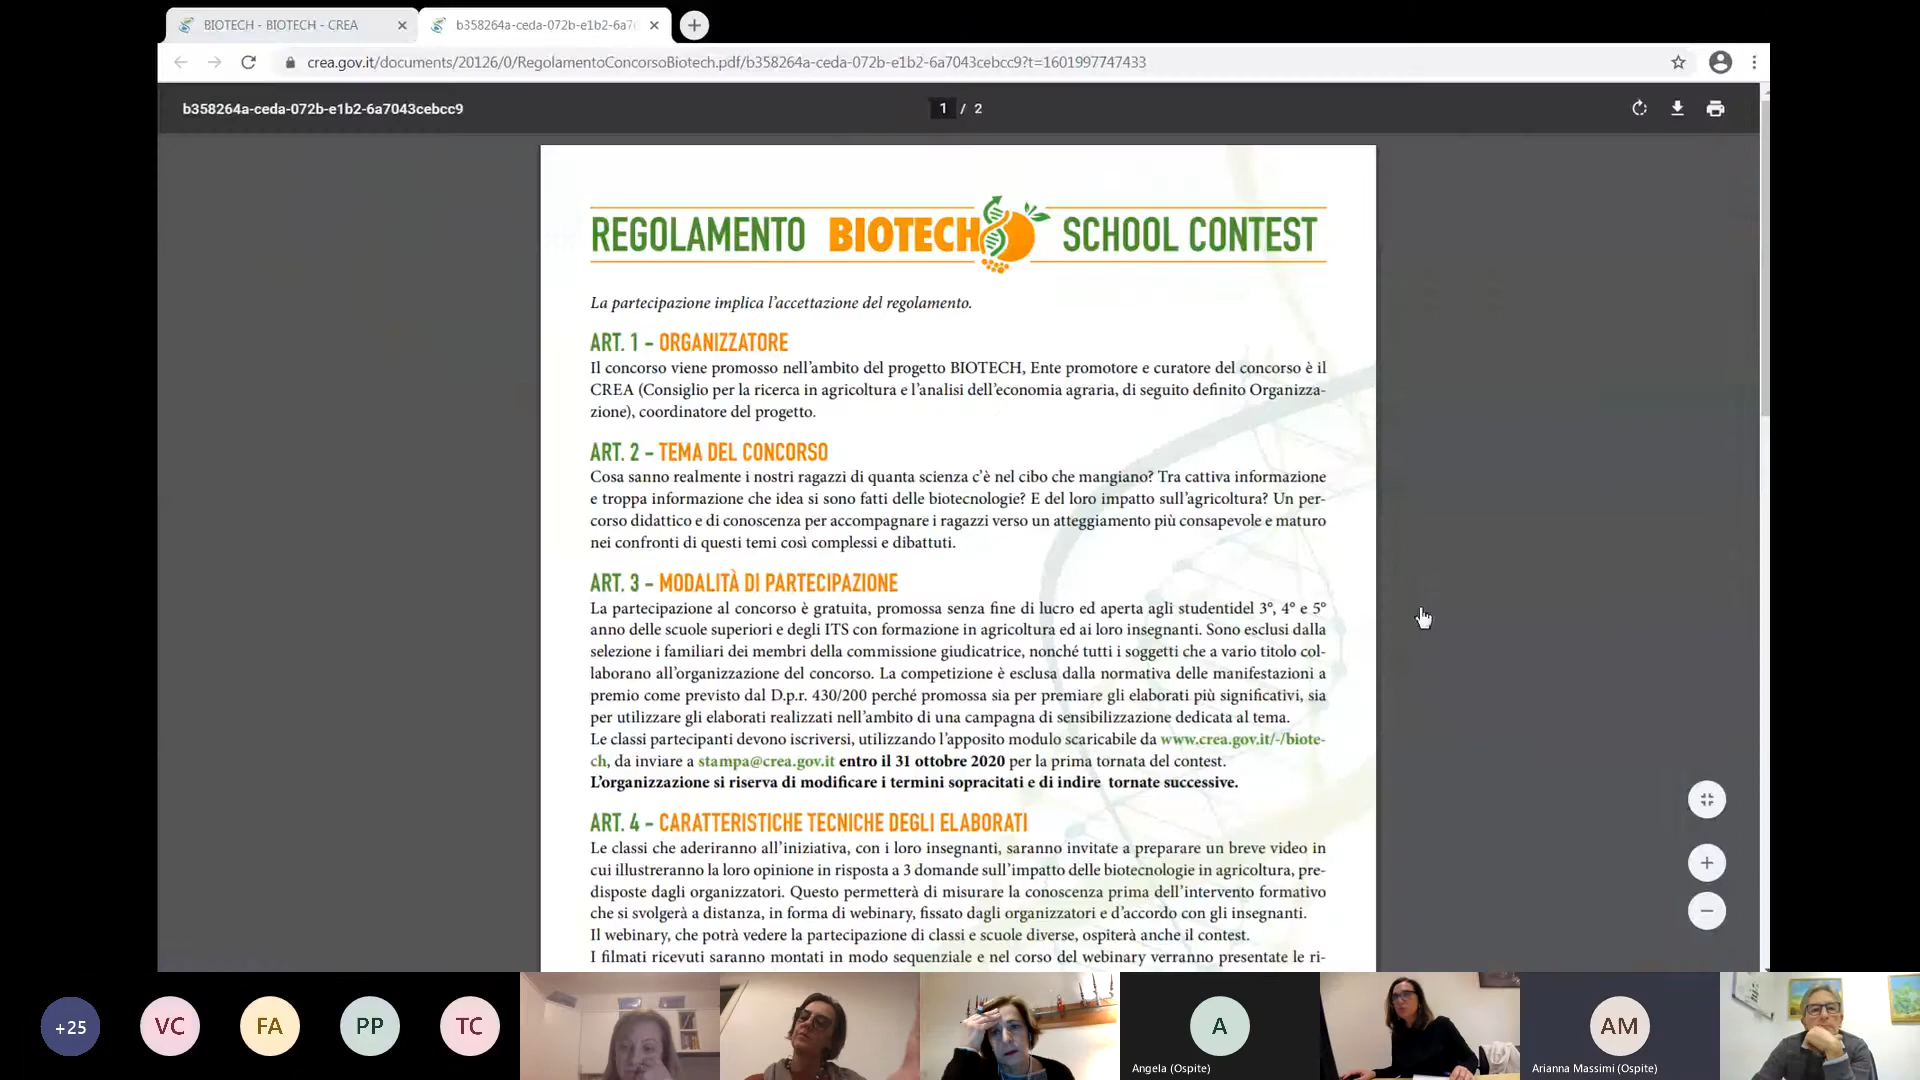 BIOTECH - BIOTECH - CREA
b358264a-ceda-072b-e1b2-6a7
crea.gov.it/documents/20126/0/RegolamentoConcorsoBiotech.pdf/b358264a-ceda-072b-e1b2-6a7043cebcc9?t=1601997747433
b358264a-ceda-072b-e1b2-6a7043cebcc9
1 / 2
REGOLAMENTO BIOTECH SCHOOL CONTEST
La partecipazione implica l'accettazione del regolamento.
ART. 1 - ORGANIZZATORE
Il concorso viene promosso nell'ambito del progetto BIOTECH, Ente promotore e curatore del concorso è il
CREA (Consiglio per la ricerca in agricoltura e l'analisi dell'economia agraria, di seguito definito Organizza-
zione), coordinatore del progetto.
ART. 2 - TEMA DEL CONCORSO
Cosa sanno realmente i nostri ragazzi di quanta scienza c'è nel cibo che mangiano? Tra cattiva informazione
e troppa informazione che idea si sono fatti delle biotecnologie? E del loro impatto sull'agricoltura? Un per-
corso didattico e di conoscenza per accompagnare i ragazzi verso un atteggiamento più consapevole e maturo
nei confronti di questi temi così complessi e dibattuti.
ART. 3 - MODALITÀ DI PARTECIPAZIONE
La partecipazione al concorso è gratuita, promossa senza fine di lucro ed aperta agli studentidel 3°, 4° e 5°
anno delle scuole superiori e degli ITS con formazione in agricoltura ed ai loro insegnanti. Sono esclusi dalla
selezione i familiari dei membri della commissione giudicatrice, nonché tutti i soggetti che a vario titolo col-
laborano all'organizzazione del concorso. La competizione è esclusa dalla normativa delle manifestazioni a
premio come previsto dal D.p.r. 430/200 perché promossa sia per premiare gli elaborati più significativi, sia
per utilizzare gli elaborati realizzati nell'ambito di una campagna di sensibilizzazione dedicata al tema.
Le classi partecipanti devono iscriversi, utilizzando l'apposito modulo scaricabile da www.crea.gov.it/-/biote-
ch, da inviare a stampa@crea.gov.it entro il 31 ottobre 2020 per la prima tornata del contest.
L'organizzazione si riserva di modificare i termini sopracitati e di indire tornate successive.
ART. 4 - CARATTERISTICHE TECNICHE DEGLI ELABORATI
Le classi che aderiranno all'iniziativa, con i loro insegnanti, saranno invitate a preparare un breve video in
cui illustreranno la loro opinione in risposta a 3 domande sull'impatto delle biotecnologie in agricoltura, pre-
disposte dagli organizzatori. Questo permetterà di misurare la conoscenza prima dell'intervento formativo
che si svolgerà a distanza, in forma di webinary, fissato dagli organizzatori e d'accordo con gli insegnanti.
Il webinary, che potrà vedere la partecipazione di classi e scuole diverse, ospiterà anche il contest.
I filmati ricevuti saranno montati in modo sequenziale e nel corso del webinary verranno presentate le ri-
+25 VC FA PP TC A AM
Angela (Ospite) Arianna Massimi (Ospite)